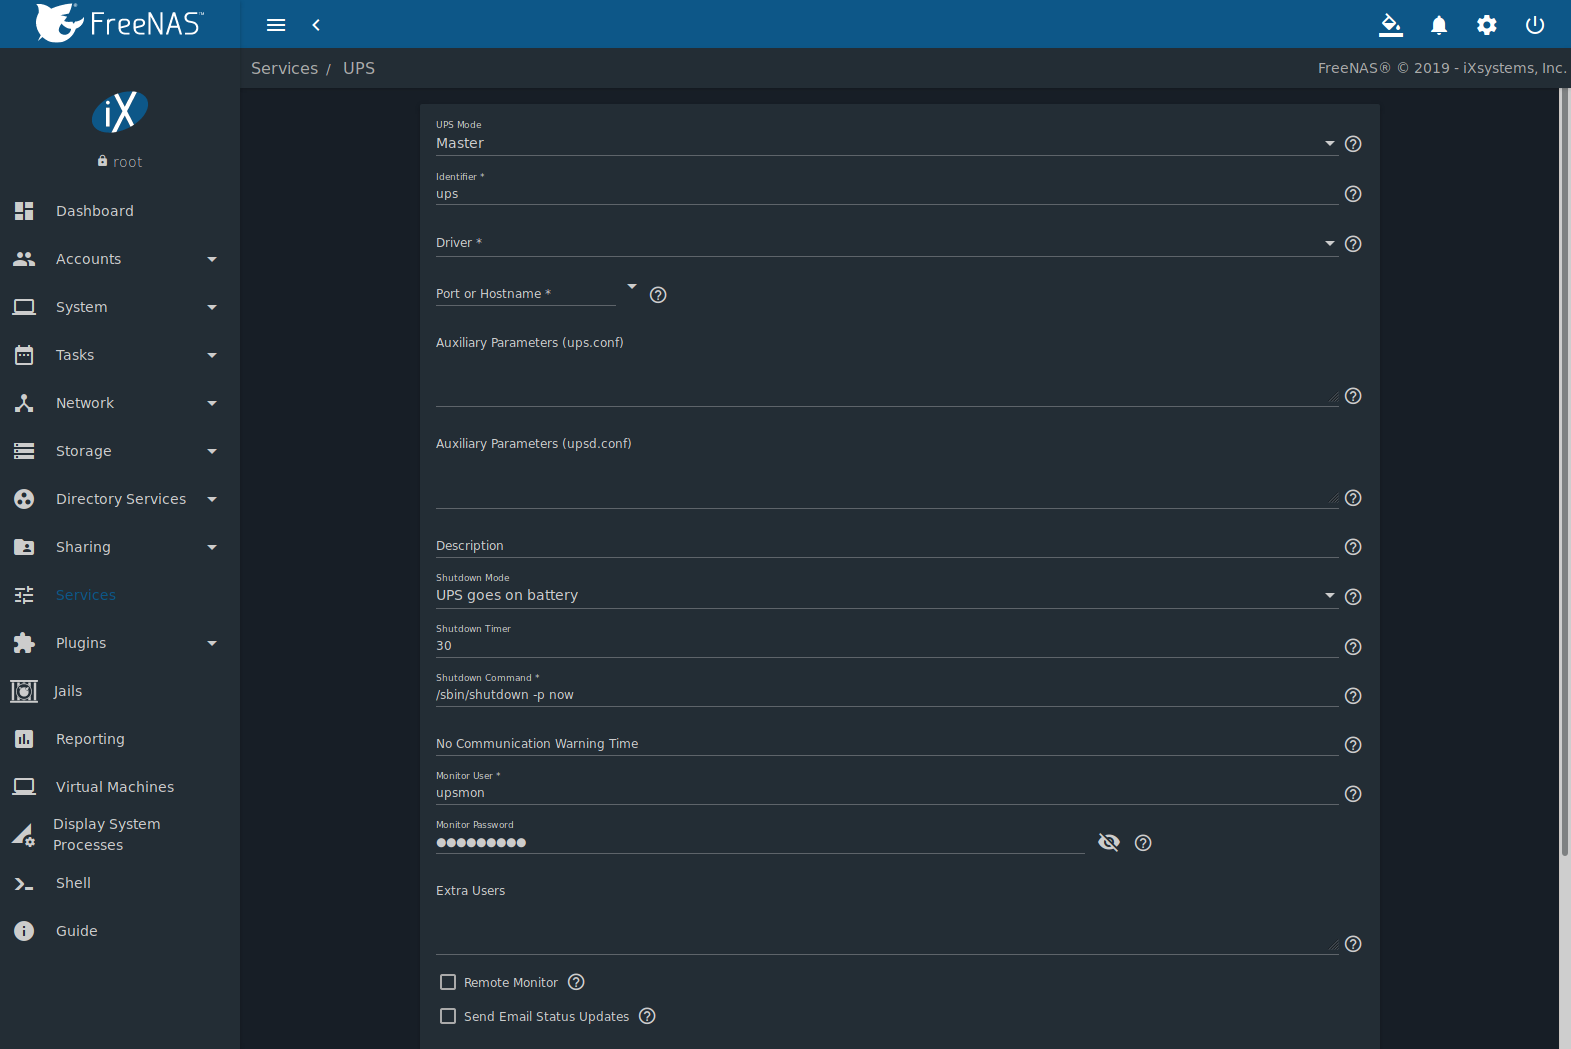 FreeNAS™
Services / UPS
FreeNAS® © 2019 - iXsystems, Inc.
iX
root
Dashboard
Accounts
System
Tasks
Network
Storage
Directory Services
Sharing
Services
Plugins
Jails
Reporting
Virtual Machines
Display System
Processes
Shell
Guide
UPS Mode
Master
Identifier *
ups
Driver *
Port or Hostname *
Auxiliary Parameters (ups.conf)
Auxiliary Parameters (upsd.conf)
Description
Shutdown Mode
UPS goes on battery
Shutdown Timer
30
Shutdown Command *
/sbin/shutdown -p now
No Communication Warning Time
Monitor User *
upsmon
Monitor Password
●●●●●●●●●
Extra Users
Remote Monitor
Send Email Status Updates